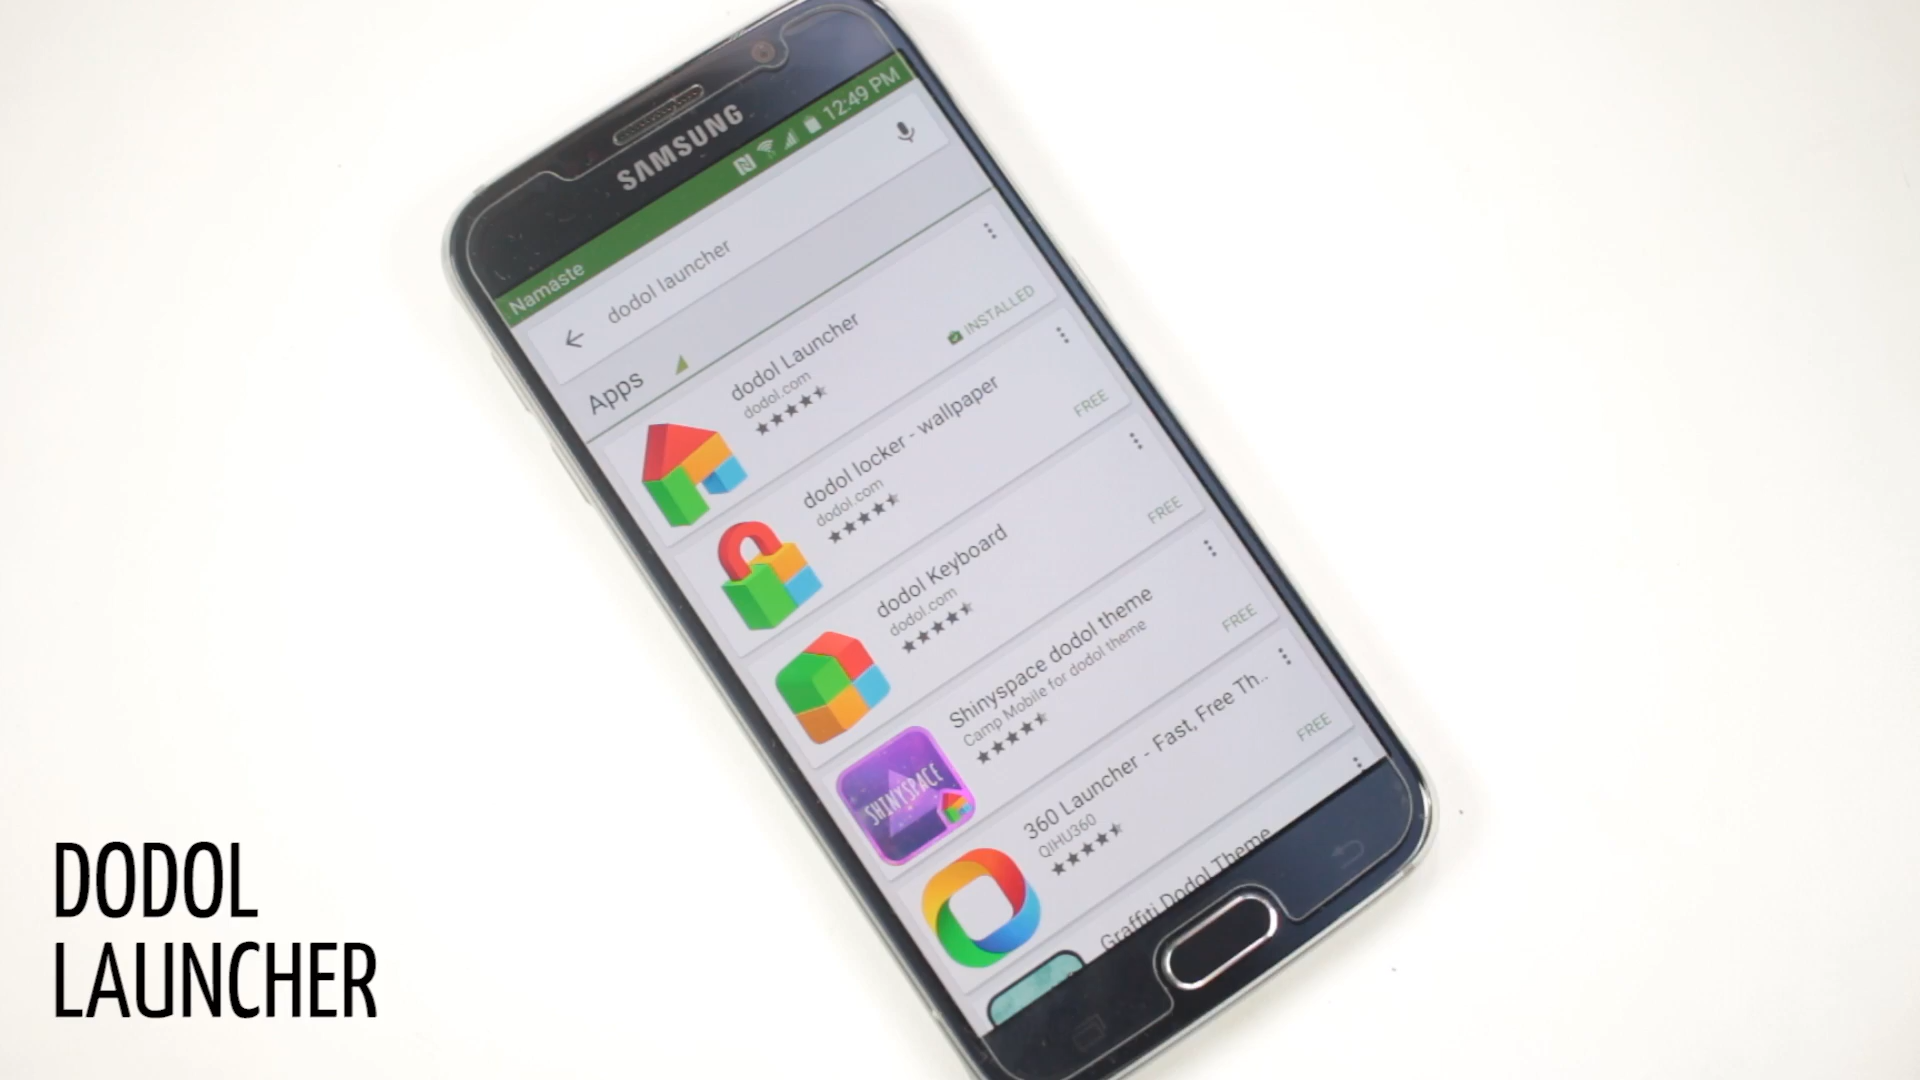 SAMSUNG
Namaste
12:49 PM
dodol launcher
Apps
dodol Launcher
dodol.com
INSTALLED
dodol locker - wallpaper
dodol.com
FREE
dodol Keyboard
dodol.com
FREE
Shinyspace dodol theme
Camp Mobile for dodol theme
FREE
SHINYSPACE
360 Launcher - Fast, Free Th..
QIHU360
FREE
Graffiti Dodol Theme
DODOL
LAUNCHER